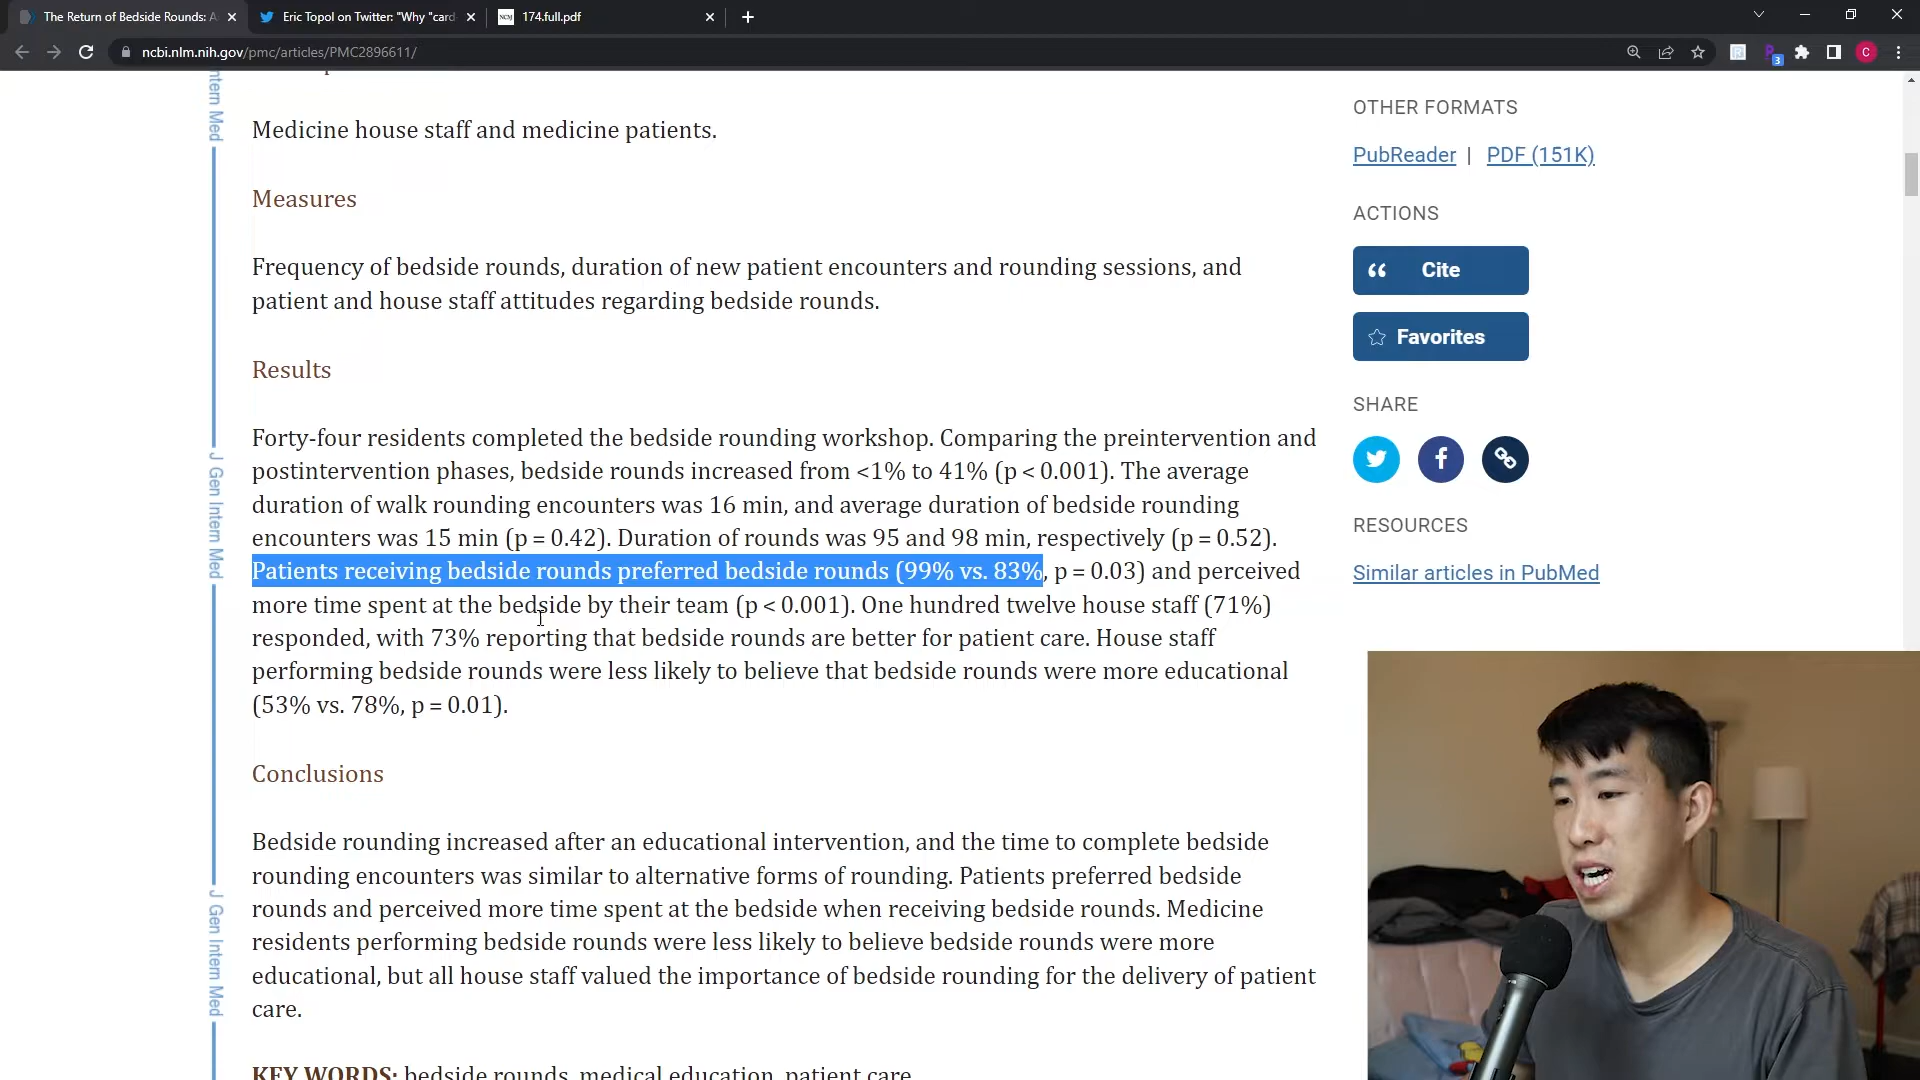 The Return of Bedside Rounds: A
Eric Topol on Twitter: "Why "card
NCMJ
174.full.pdf
ncbi.nlm.nih.gov/pmc/articles/PMC2896611/
C
3
Medicine house staff and medicine patients.
Measures
Frequency of bedside rounds, duration of new patient encounters and rounding sessions, and
patient and house staff attitudes regarding bedside rounds.
Results
Forty-four residents completed the bedside rounding workshop. Comparing the preintervention and
postintervention phases, bedside rounds increased from <1% to 41% (p < 0.001). The average
duration of walk rounding encounters was 16 min, and average duration of bedside rounding
encounters was 15 min (p = 0.42). Duration of rounds was 95 and 98 min, respectively (p = 0.52).
Patients receiving bedside rounds preferred bedside rounds (99% vs. 83%, p = 0.03) and perceived
more time spent at the bedside by their team (p < 0.001). One hundred twelve house staff (71%)
responded, with 73% reporting that bedside rounds are better for patient care. House staff
performing bedside rounds were less likely to believe that bedside rounds were more educational
(53% vs. 78%, p = 0.01).
Conclusions
Bedside rounding increased after an educational intervention, and the time to complete bedside
rounding encounters was similar to alternative forms of rounding. Patients preferred bedside
rounds and perceived more time spent at the bedside when receiving bedside rounds. Medicine
residents performing bedside rounds were less likely to believe bedside rounds were more
educational, but all house staff valued the importance of bedside rounding for the delivery of patient
care.
KEY WORDS: bedside rounds, medical education, patient care
ntern Med
J Gen Intern Med
J Gen Intern Med
OTHER FORMATS
PubReader | PDF (151K)
ACTIONS
Cite
Favorites
SHARE
RESOURCES
Similar articles in PubMed